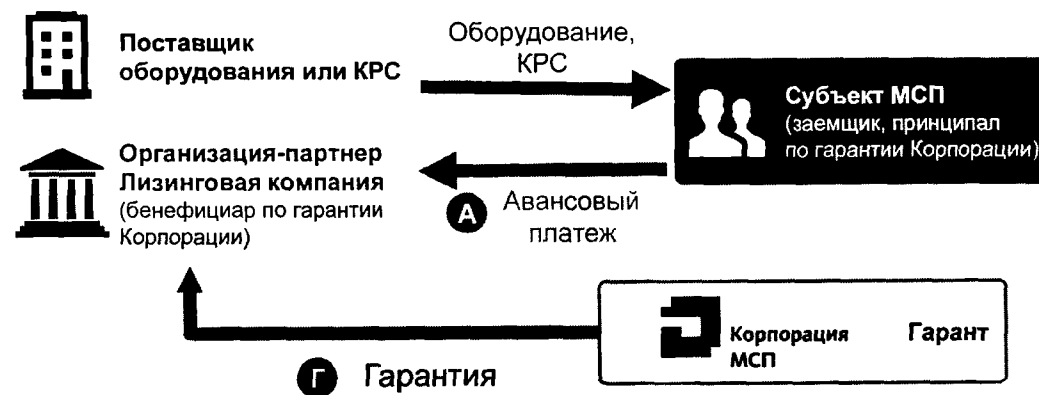 Поставщик
оборудования или КРС
Оборудование,
КРС
Субъект МСП
(заемщик, принципал
по гарантии Корпорации)
Организация-партнер
Лизинговая компания
(бенефициар по гарантии
Корпорации)
А Авансовый
платеж
Корпорация
МСП
Гарант
Г Гарантия